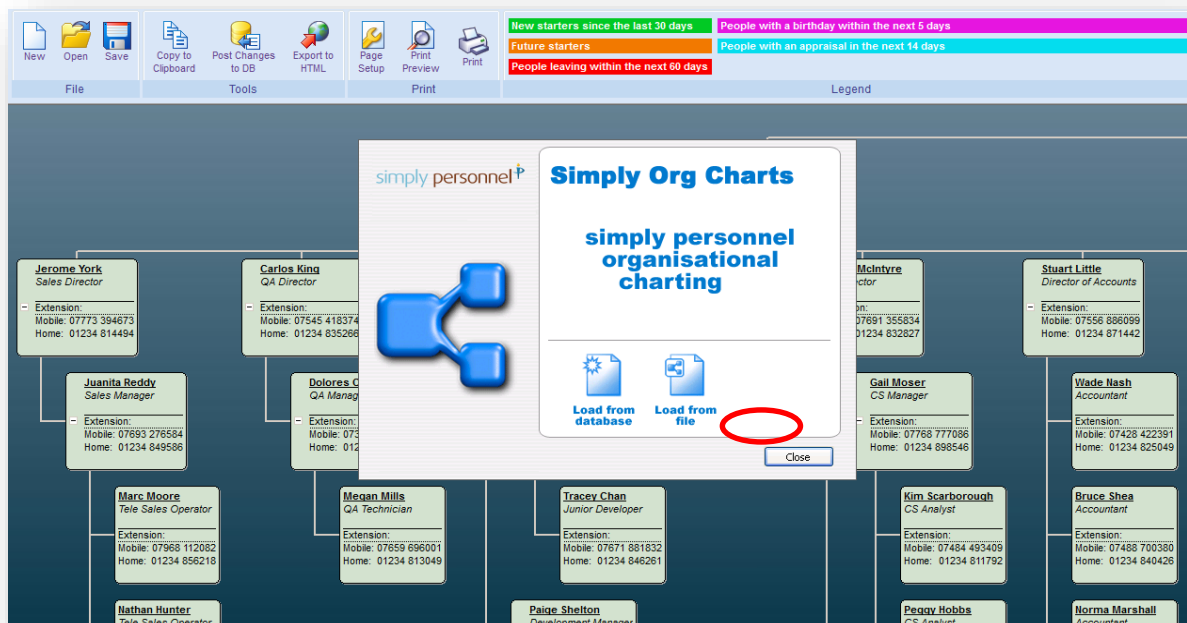 New
Open
Save
Copy to
Clipboard
Post Changes
to DB
Export to
HTML
Page
Setup
Print
Preview
Print
New starters since the last 30 days
Future starters
People leaving within the next 60 days
People with a birthday within the next 5 days
People with an appraisal in the next 14 days
File
Tools
Print
Legend
simply personnel
Simply Org Charts
simply personnel
organisational
charting
Load from
database
Load from
file
Close
Jerome York
Sales Director
Extension:
Mobile: 07773 394673
Home: 01234 814494
Carlos King
QA Director
Extension:
Mobile: 07545 418374
Home: 01234 835266
McIntyre
07691 355834
01234 832827
Stuart Little
Director of Accounts
Extension:
Mobile: 07556 886099
Home: 01234 871442
Juanita Reddy
Sales Manager
Extension:
Mobile: 07693 276584
Home: 01234 849586
Dolores
QA Manag
Extension:
Mobile: 073
Home: 012
Gail Moser
CS Manager
Extension:
Mobile: 07768 777086
Home: 01234 898546
Wade Nash
Accountant
Extension:
Mobile: 07428 422391
Home: 01234 825049
Marc Moore
Tele Sales Operator
Extension:
Mobile: 07968 112082
Home: 01234 856218
Megan Mills
QA Technician
Extension:
Mobile: 07659 696001
Home: 01234 813049
Tracey Chan
Junior Developer
Extension:
Mobile: 07671 881832
Home: 01234 846261
Kim Scarborough
CS Analyst
Extension:
Mobile: 07484 493409
Home: 01234 811792
Bruce Shea
Accountant
Extension:
Mobile: 07488 700380
Home: 01234 840426
Nathan Hunter
Tele Sales Operator
Paige Shelton
Development Manager
Peggy Hobbs
CS Analyst
Norma Marshall
Accountant